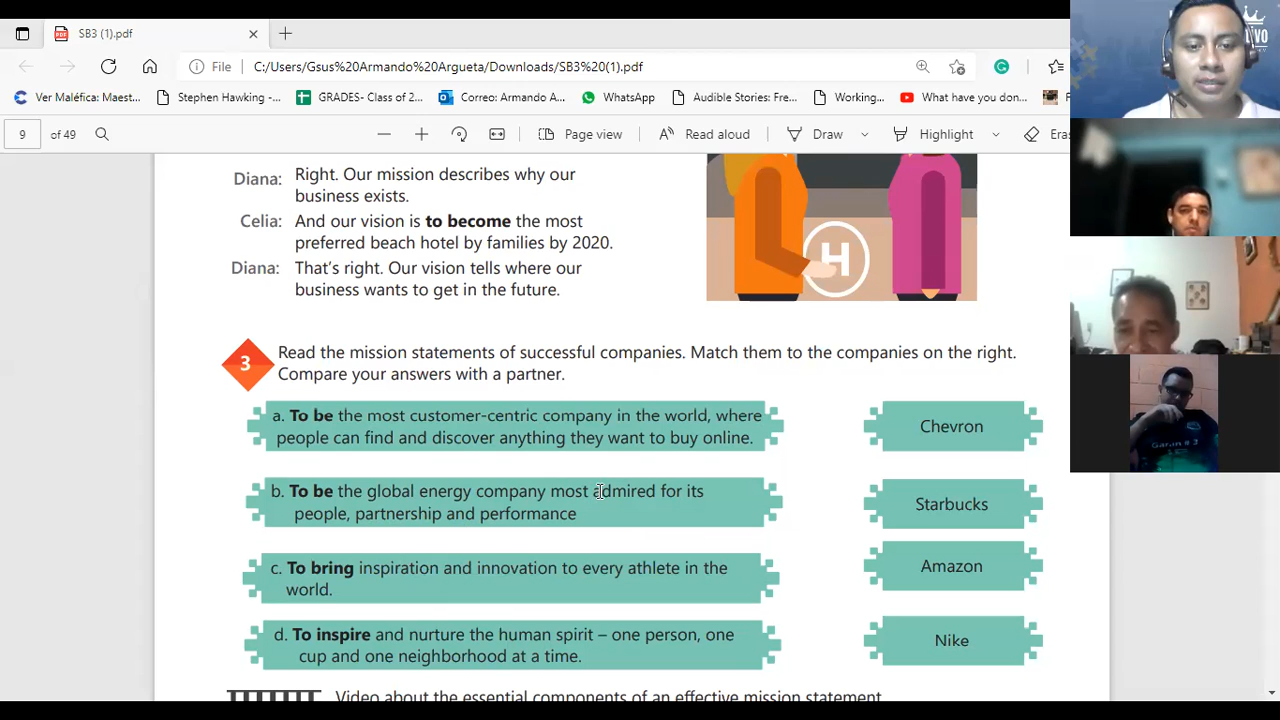 SB3 (1).pdf
File
C:/Users/Gsus%20Armando%20Argueta/Downloads/SB3%20(1).pdf
Ver Maléfica: Maest...
Stephen Hawking -...
GRADES- Class of 2...
Correo: Armando A...
WhatsApp
Audible Stories: Fre...
Working...
What have you don...
9 of 49
Page view
Read aloud
Draw
Highlight
Eras
Diana: Right. Our mission describes why our
business exists.
Celia: And our vision is to become the most
preferred beach hotel by families by 2020.
Diana: That's right. Our vision tells where our
business wants to get in the future.
H
3 Read the mission statements of successful companies. Match them to the companies on the right.
Compare your answers with a partner.
a. To be the most customer-centric company in the world, where
people can find and discover anything they want to buy online.
Chevron
b. To be the global energy company most admired for its
people, partnership and performance
Starbucks
c. To bring inspiration and innovation to every athlete in the
world.
Amazon
d. To inspire and nurture the human spirit – one person, one
cup and one neighborhood at a time.
Nike
Video about the essential components of an effective mission statement